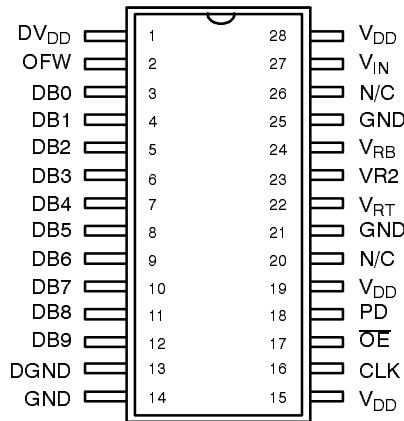 DVDD 1 28 VDD
OFW 2 27 VIN
DB0 3 26 N/C
DB1 4 25 GND
DB2 5 24 VRB
DB3 6 23 VR2
DB4 7 22 VRT
DB5 8 21 GND
DB6 9 20 N/C
DB7 10 19 VDD
DB8 11 18 PD
DB9 12 17 OE
DGND 13 16 CLK
GND 14 15 VDD